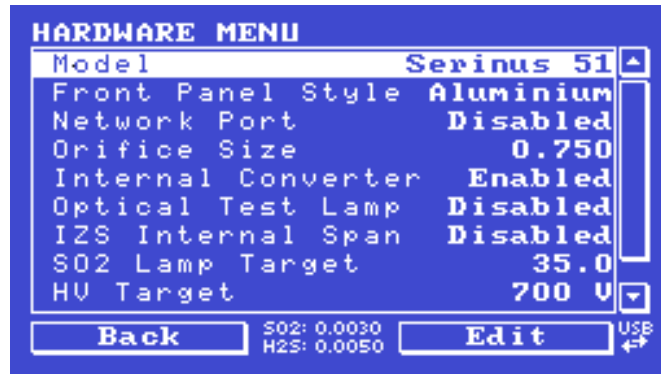 HARDWARE MENU
Model Serinus 51
Front Panel Style Aluminium
Network Port Disabled
Orifice Size 0.750
Internal Converter Enabled
Optical Test Lamp Disabled
IZS Internal Span Disabled
SO2 Lamp Target 35.0
HV Target 700 V
Back SO2: 0.0030 Edit USB
H2S: 0.0050